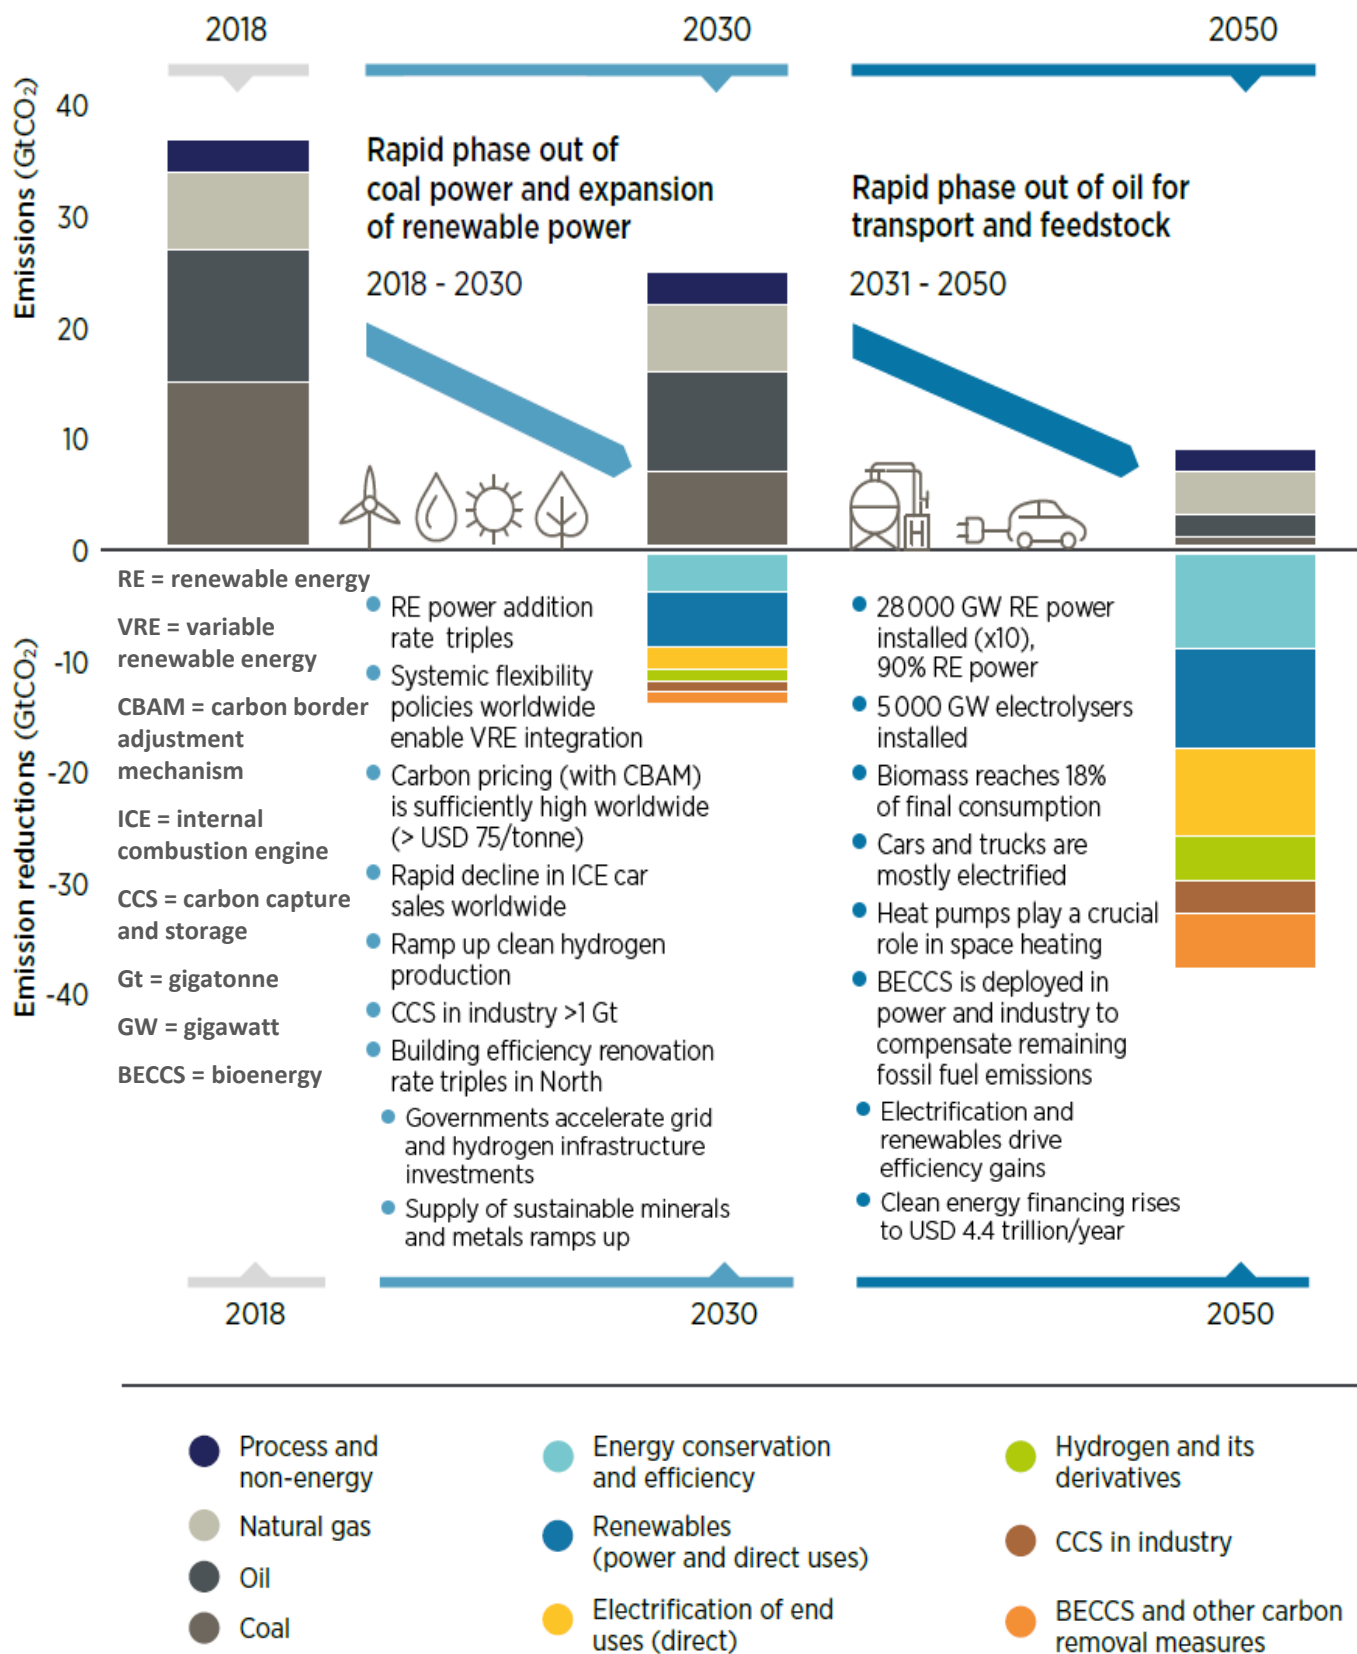 2018
2030
2050
Emissions (GtCO₂)
40
30
20
10
0
Rapid phase out of
coal power and expansion
of renewable power
2018 - 2030
Rapid phase out of oil for
transport and feedstock
2031 - 2050
H
Emission reductions (GtCO₂)
-10
-20
-30
-40
RE = renewable energy
VRE = variable
renewable energy
CBAM = carbon border
adjustment
mechanism
ICE = internal
combustion engine
CCS = carbon capture
and storage
Gt = gigatonne
GW = gigawatt
BECCS = bioenergy
RE power addition
rate triples
Systemic flexibility
policies worldwide
enable VRE integration
Carbon pricing (with CBAM)
is sufficiently high worldwide
(> USD 75/tonne)
Rapid decline in ICE car
sales worldwide
Ramp up clean hydrogen
production
CCS in industry >1 Gt
Building efficiency renovation
rate triples in North
Governments accelerate grid
and hydrogen infrastructure
investments
Supply of sustainable minerals
and metals ramps up
28 000 GW RE power
installed (x10),
90% RE power
5 000 GW electrolysers
installed
Biomass reaches 18%
of final consumption
Cars and trucks are
mostly electrified
Heat pumps play a crucial
role in space heating
BECCS is deployed in
power and industry to
compensate remaining
fossil fuel emissions
Electrification and
renewables drive
efficiency gains
Clean energy financing rises
to USD 4.4 trillion/year
2018
2030
2050
Process and
non-energy
Natural gas
Oil
Coal
Energy conservation
and efficiency
Renewables
(power and direct uses)
Electrification of end
uses (direct)
Hydrogen and its
derivatives
CCS in industry
BECCS and other carbon
removal measures